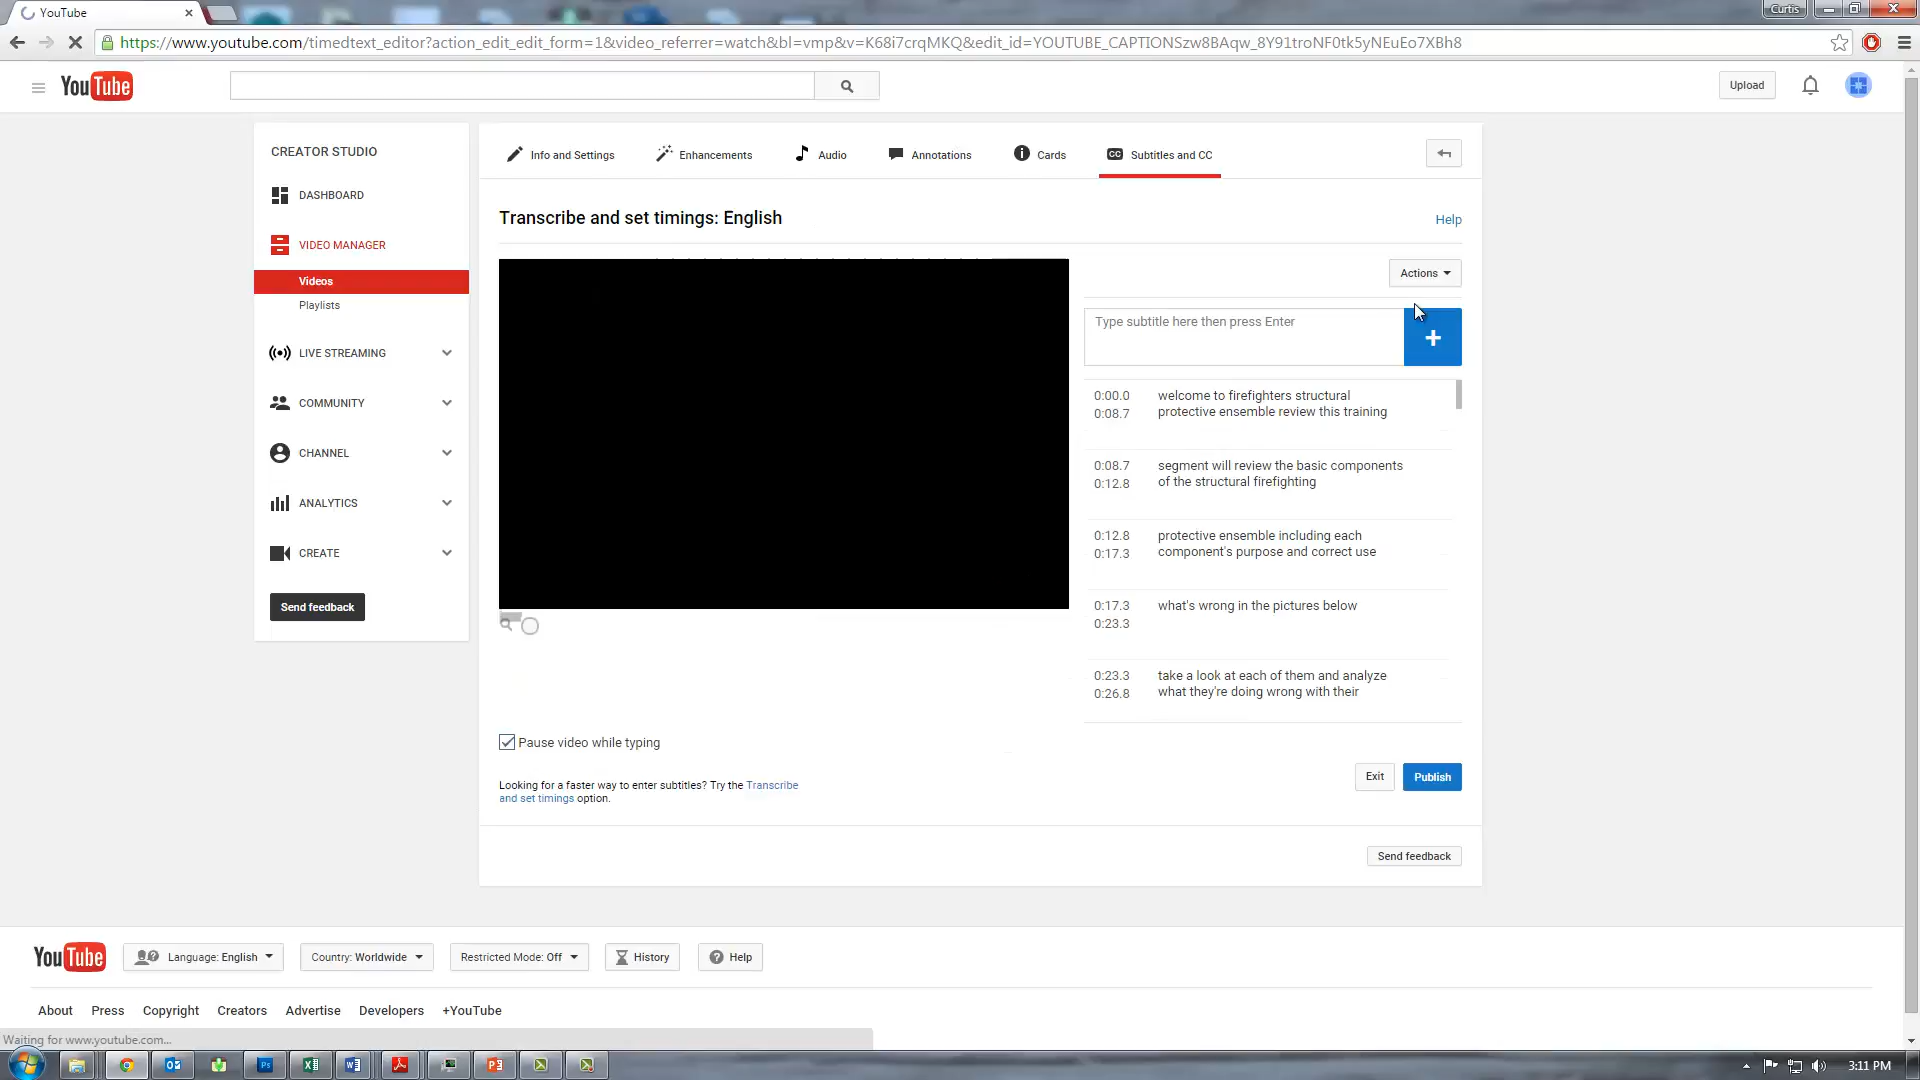 YouTube
Curtis
https://www.youtube.com/timedtext_editor?action_edit_edit_form=1&video_referrer=watch&bl=vmp&v=K68i7crqMKQ&edit_id=YOUTUBE_CAPTIONSzw8BAqw_8Y91troNF0tk5yNEuEo7XBh8
YouTube
Upload
CREATOR STUDIO
DASHBOARD
VIDEO MANAGER
Videos
Playlists
LIVE STREAMING
COMMUNITY
CHANNEL
ANALYTICS
CREATE
Send feedback
Info and Settings
Enhancements
Audio
Annotations
Cards
CC Subtitles and CC
Transcribe and set timings: English
Help
Actions
Type subtitle here then press Enter
+
0:00.0 welcome to firefighters structural
0:08.7 protective ensemble review this training
0:08.7 segment will review the basic components
0:12.8 of the structural firefighting
0:12.8 protective ensemble including each
0:17.3 component's purpose and correct use
0:17.3 what's wrong in the pictures below
0:23.3
0:23.3 take a look at each of them and analyze
0:26.8 what they're doing wrong with their
Pause video while typing
Looking for a faster way to enter subtitles? Try the Transcribe
and set timings option.
Exit
Publish
Send feedback
YouTube
Language: English
Country: Worldwide
Restricted Mode: Off
History
Help
About Press Copyright Creators Advertise Developers +YouTube
Waiting for www.youtube.com...
3:11 PM